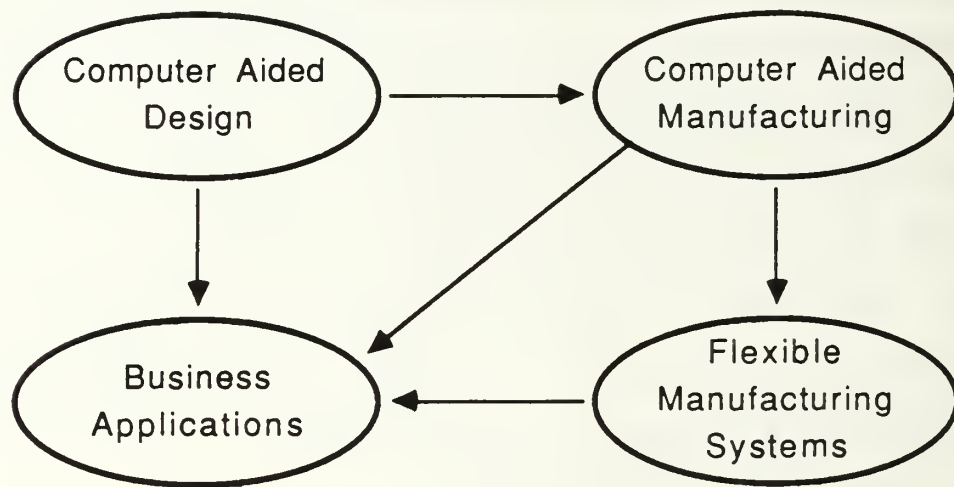 Computer Aided
Design
Computer Aided
Manufacturing
Business
Applications
Flexible
Manufacturing
Systems